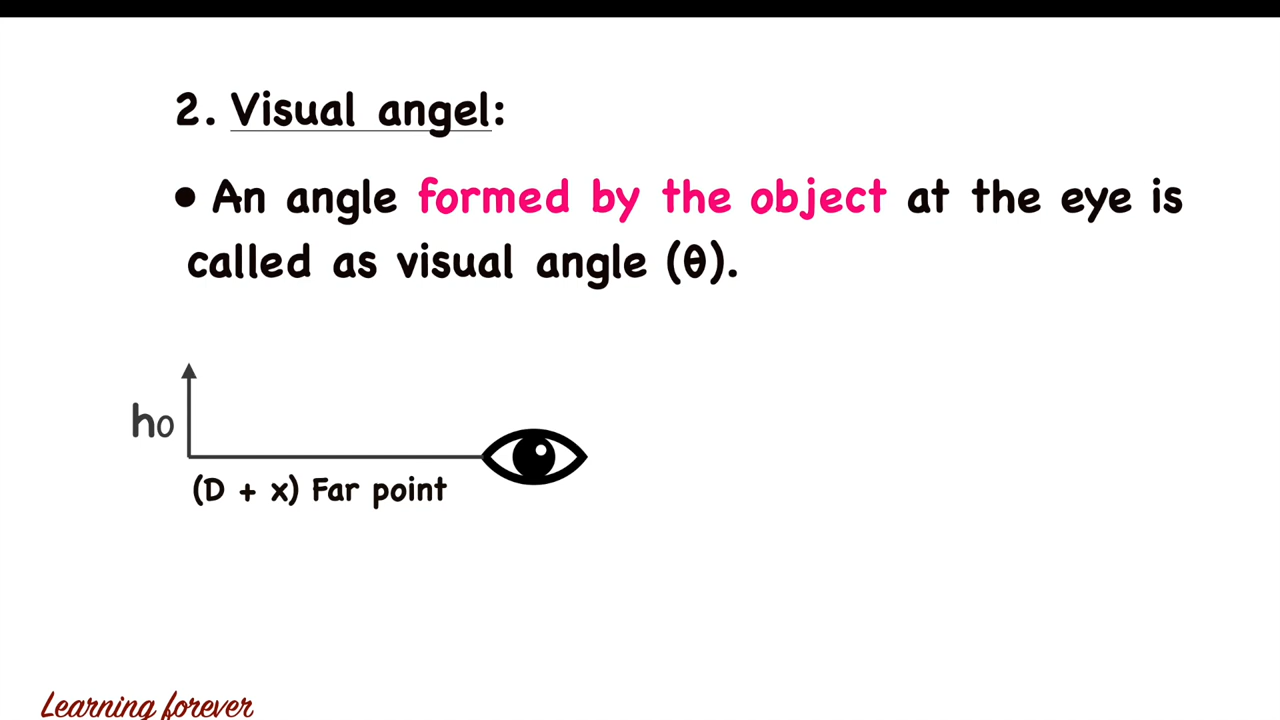 2. Visual angel:
• An angle formed by the object at the eye is
called as visual angle (θ).
h0
(D + x) Far point
Learning forever